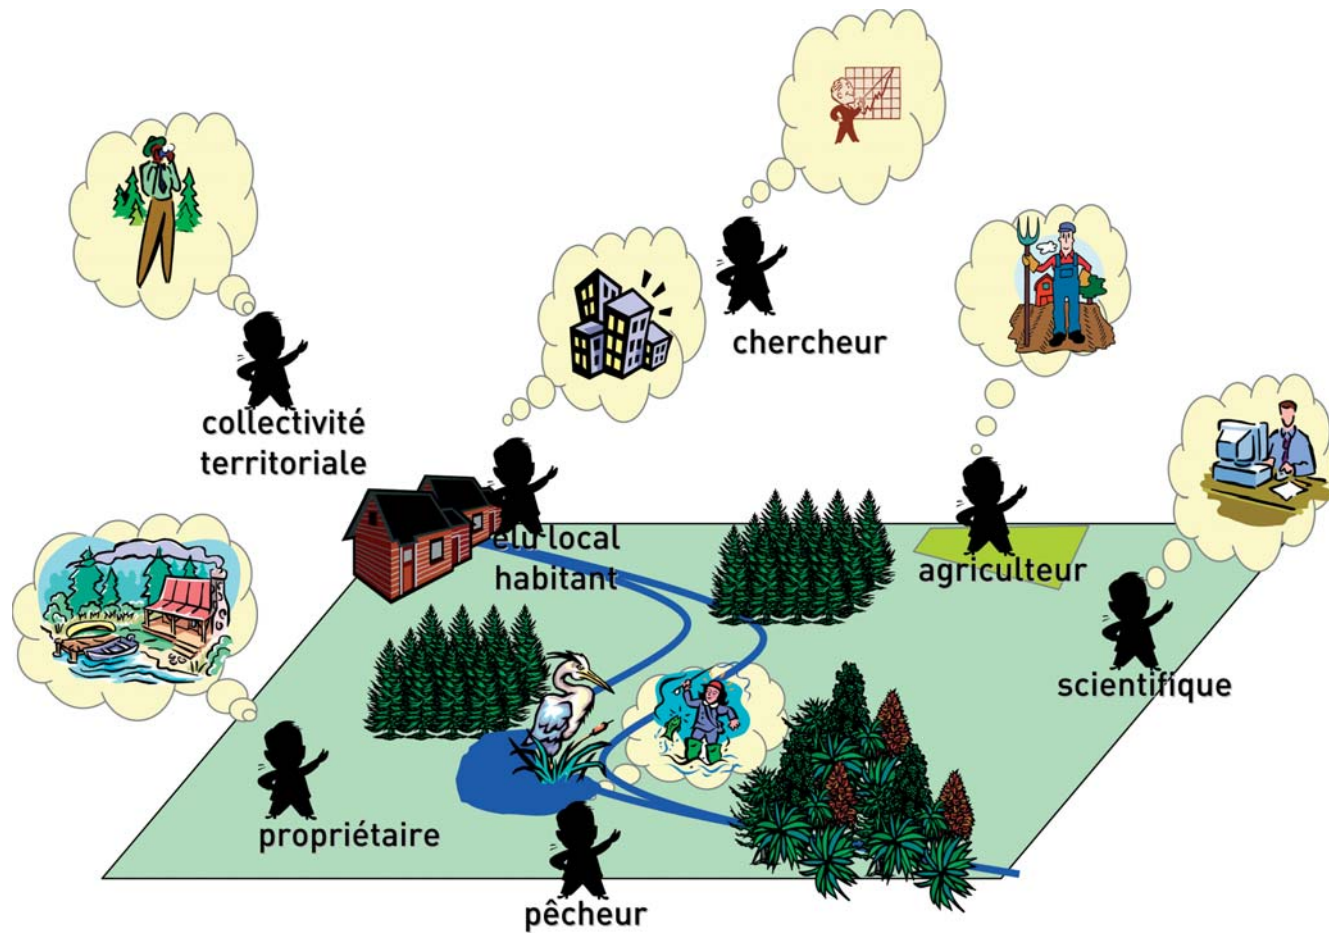 chercheur
collectivité
territoriale
élu local
habitant
agriculteur
scientifique
propriétaire
pêcheur